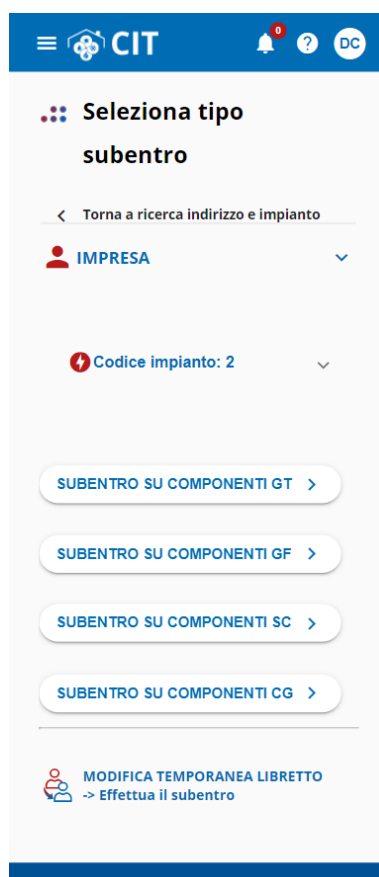 CIT
0
?
DC
Seleziona tipo
subentro
Torna a ricerca indirizzo e impianto
IMPRESA
Codice impianto: 2
SUBENTRO SU COMPONENTI GT
SUBENTRO SU COMPONENTI GF
SUBENTRO SU COMPONENTI SC
SUBENTRO SU COMPONENTI CG
MODIFICA TEMPORANEA LIBRETTO
-> Effettua il subentro